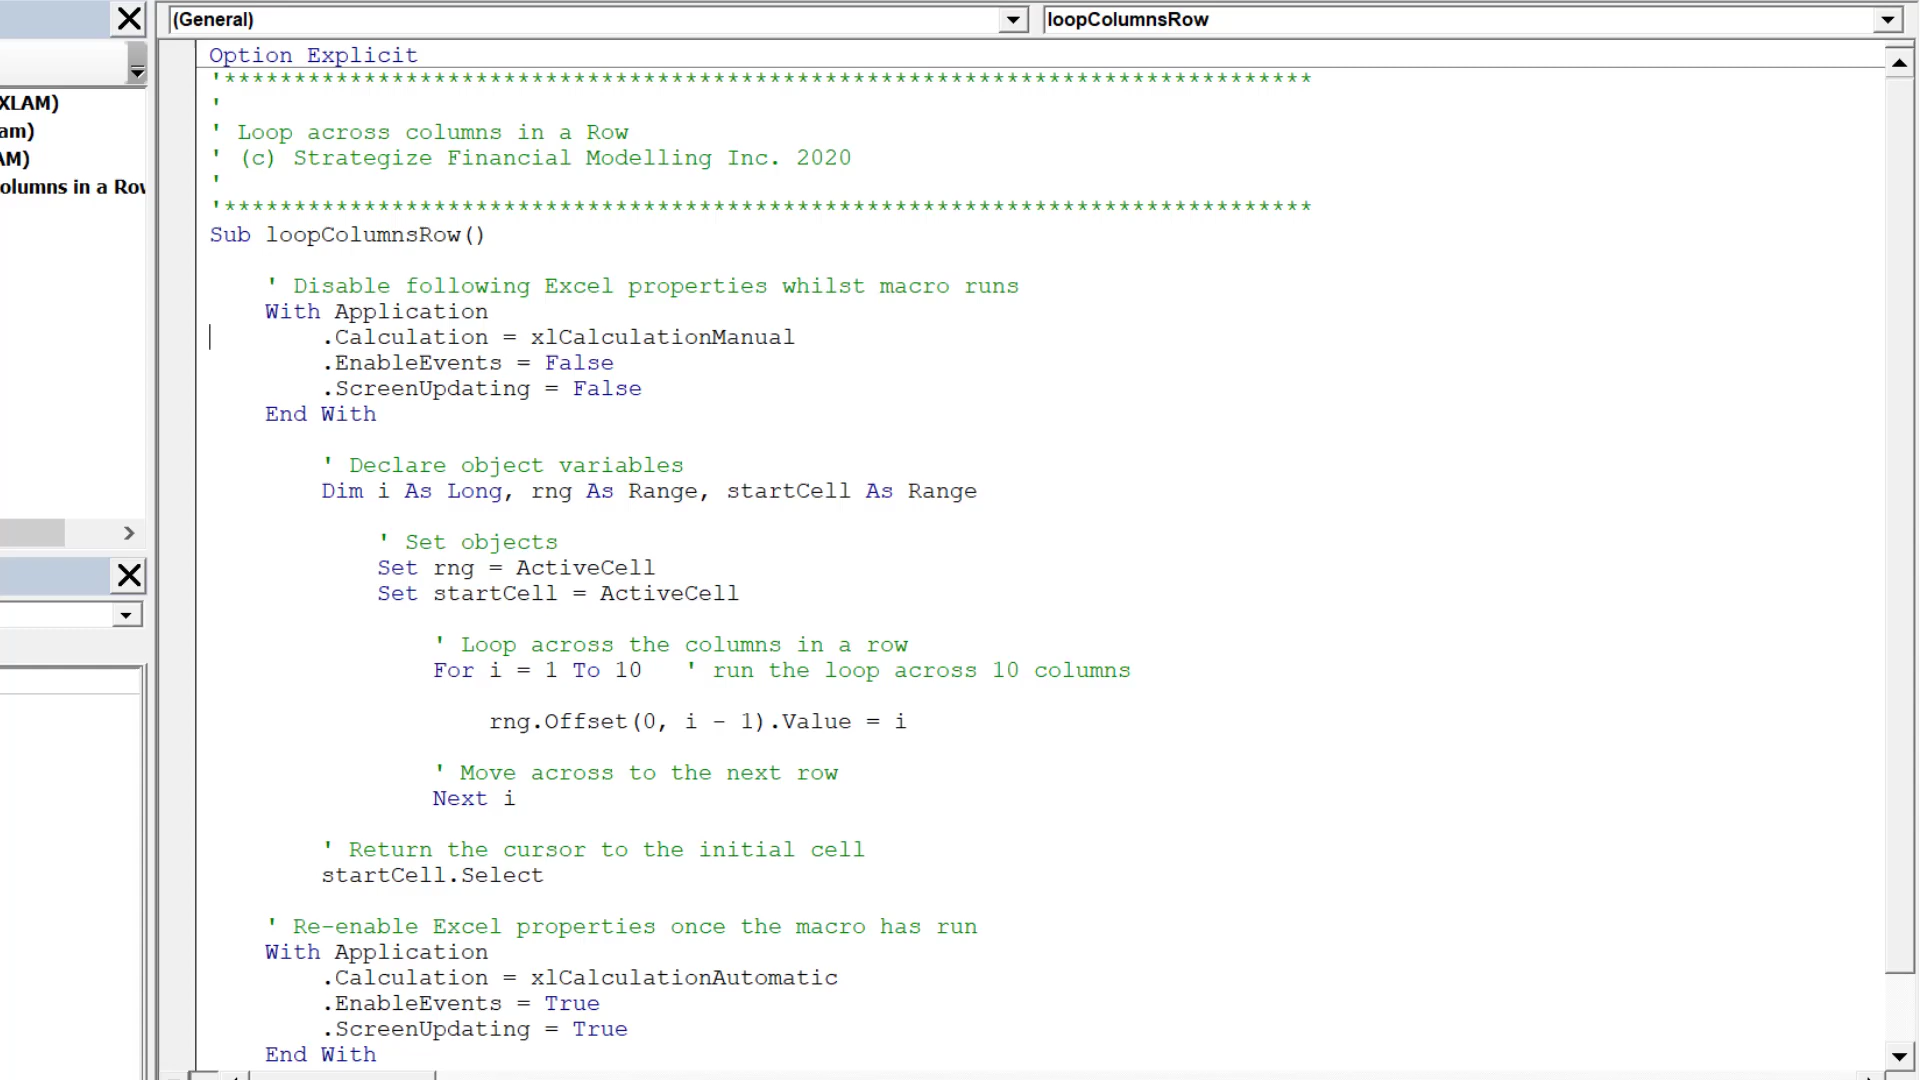 (General)
loopColumnsRow
XLAM)
am)
AM)
olumns in a Row
Option Explicit
'******************************************************************************
'
' Loop across columns in a Row
' (c) Strategize Financial Modelling Inc. 2020
'
'******************************************************************************
Sub loopColumnsRow()
' Disable following Excel properties whilst macro runs
With Application
.Calculation = xlCalculationManual
.EnableEvents = False
.ScreenUpdating = False
End With
' Declare object variables
Dim i As Long, rng As Range, startCell As Range
' Set objects
Set rng = ActiveCell
Set startCell = ActiveCell
' Loop across the columns in a row
For i = 1 To 10   ' run the loop across 10 columns
rng.Offset(0, i - 1).Value = i
' Move across to the next row
Next i
' Return the cursor to the initial cell
startCell.Select
' Re-enable Excel properties once the macro has run
With Application
.Calculation = xlCalculationAutomatic
.EnableEvents = True
.ScreenUpdating = True
End With